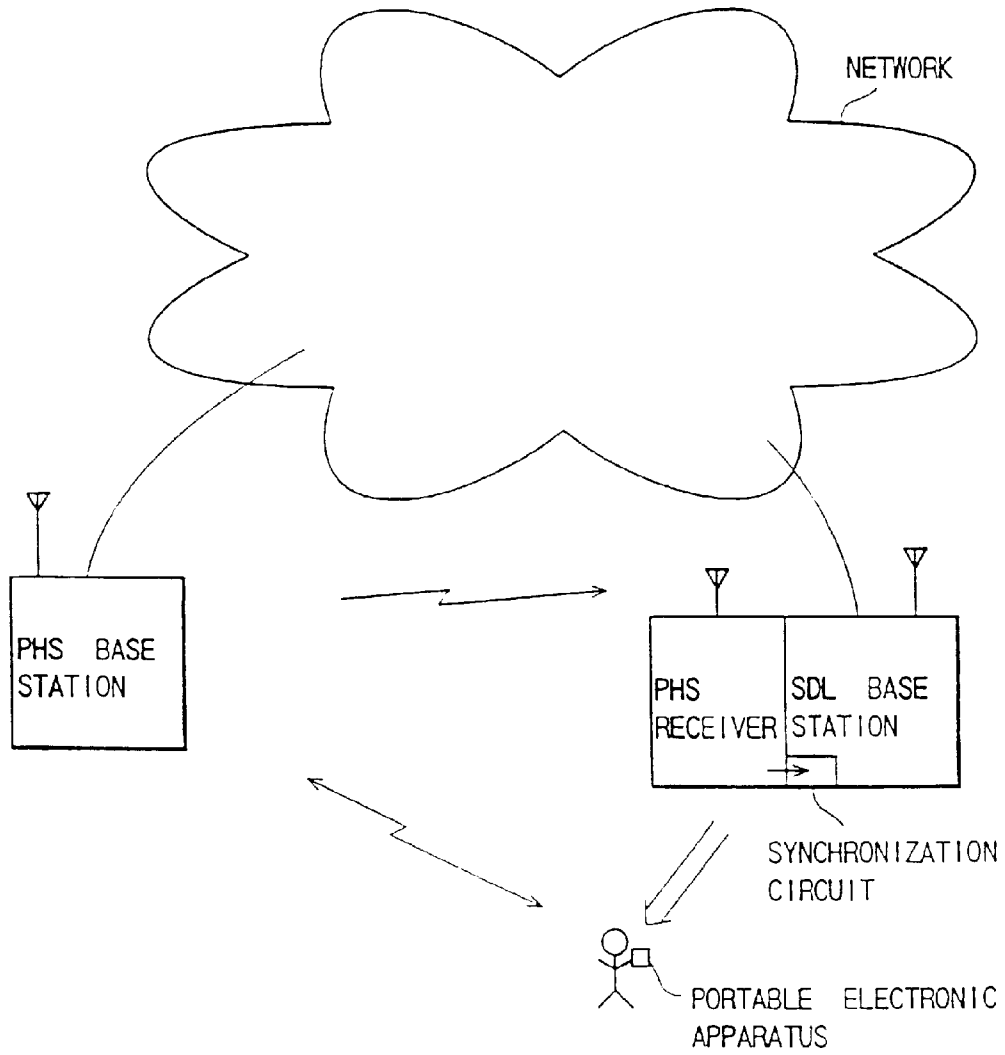 NETWORK
PHS BASE
STATION
PHS
RECEIVER
SDL BASE
STATION
SYNCHRONIZATION
CIRCUIT
PORTABLE ELECTRONIC
APPARATUS